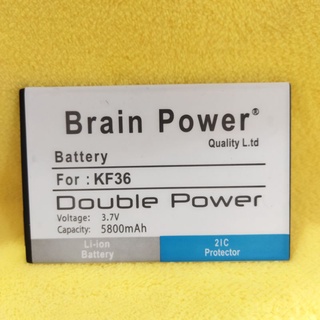 Brain Power®
Quality L.td
Battery
For : KF36
Double Power
Voltage: 3.7V
Capacity: 5800mAh
Li-ion
Battery
2IC
Protector